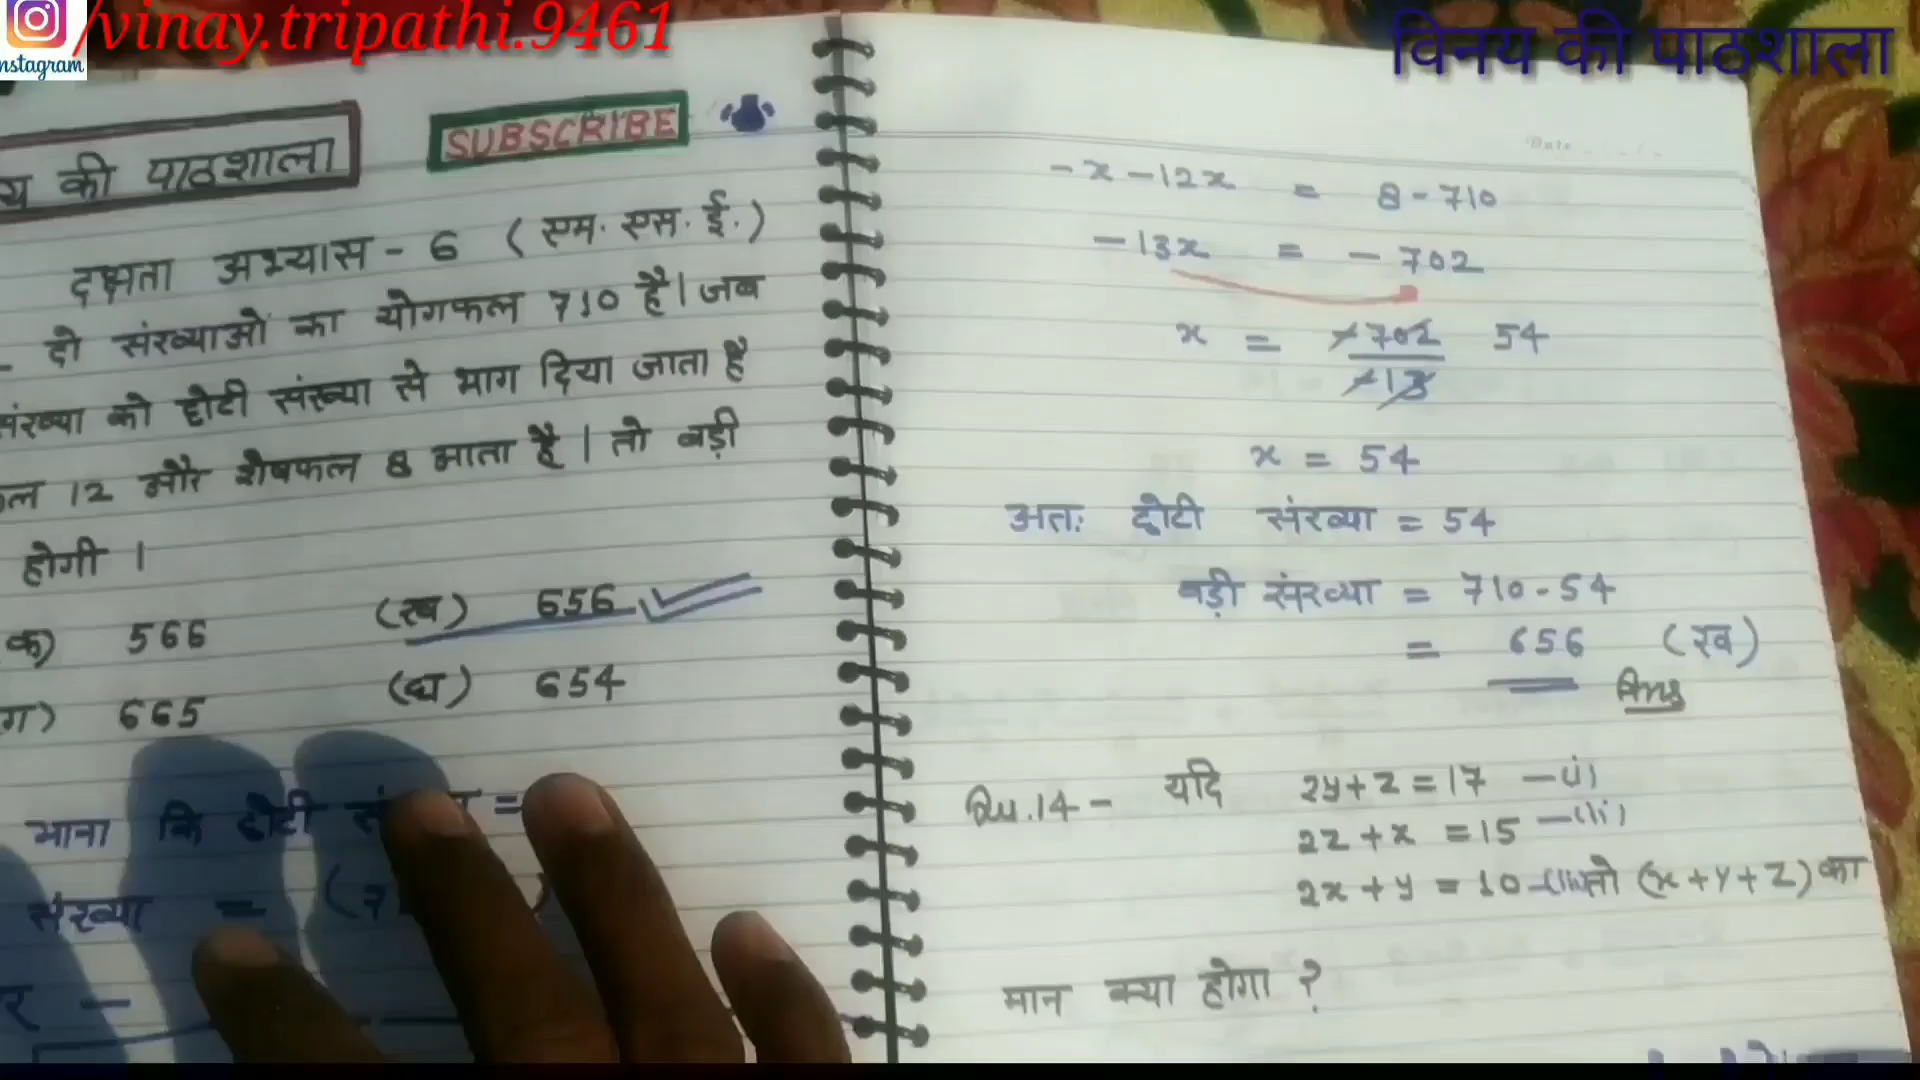 /vinay.tripathi.9461
Instagram
विनय की पाठशाला
य की पाठशाला
SUBSCRIBE
दक्षता अभ्यास - 6 (एम. एस. ई.)
- दो संख्याओं का योगफल 710 है। जब
संख्या को छोटी संख्या से भाग दिया जाता है
ल 12 और शेषफल 8 आता है। तो बड़ी
होगी ।
क) 566 (ख) 656
ग) 665 (घ) 654
माना कि छोटी =
संख्या = (
र -
Date
-x - 12x = 8 - 710
-13x = - 702
x = -702 54
-13
x = 54
अतः छोटी संख्या = 54
बड़ी संख्या = 710 - 54
= 656 (ख)
Ans
Qu.14 - यदि 2y + z = 17 - (i)
2z + x = 15 - (ii)
2x + y = 10 - (iii) तो (x + y + z) का
मान क्या होगा ?